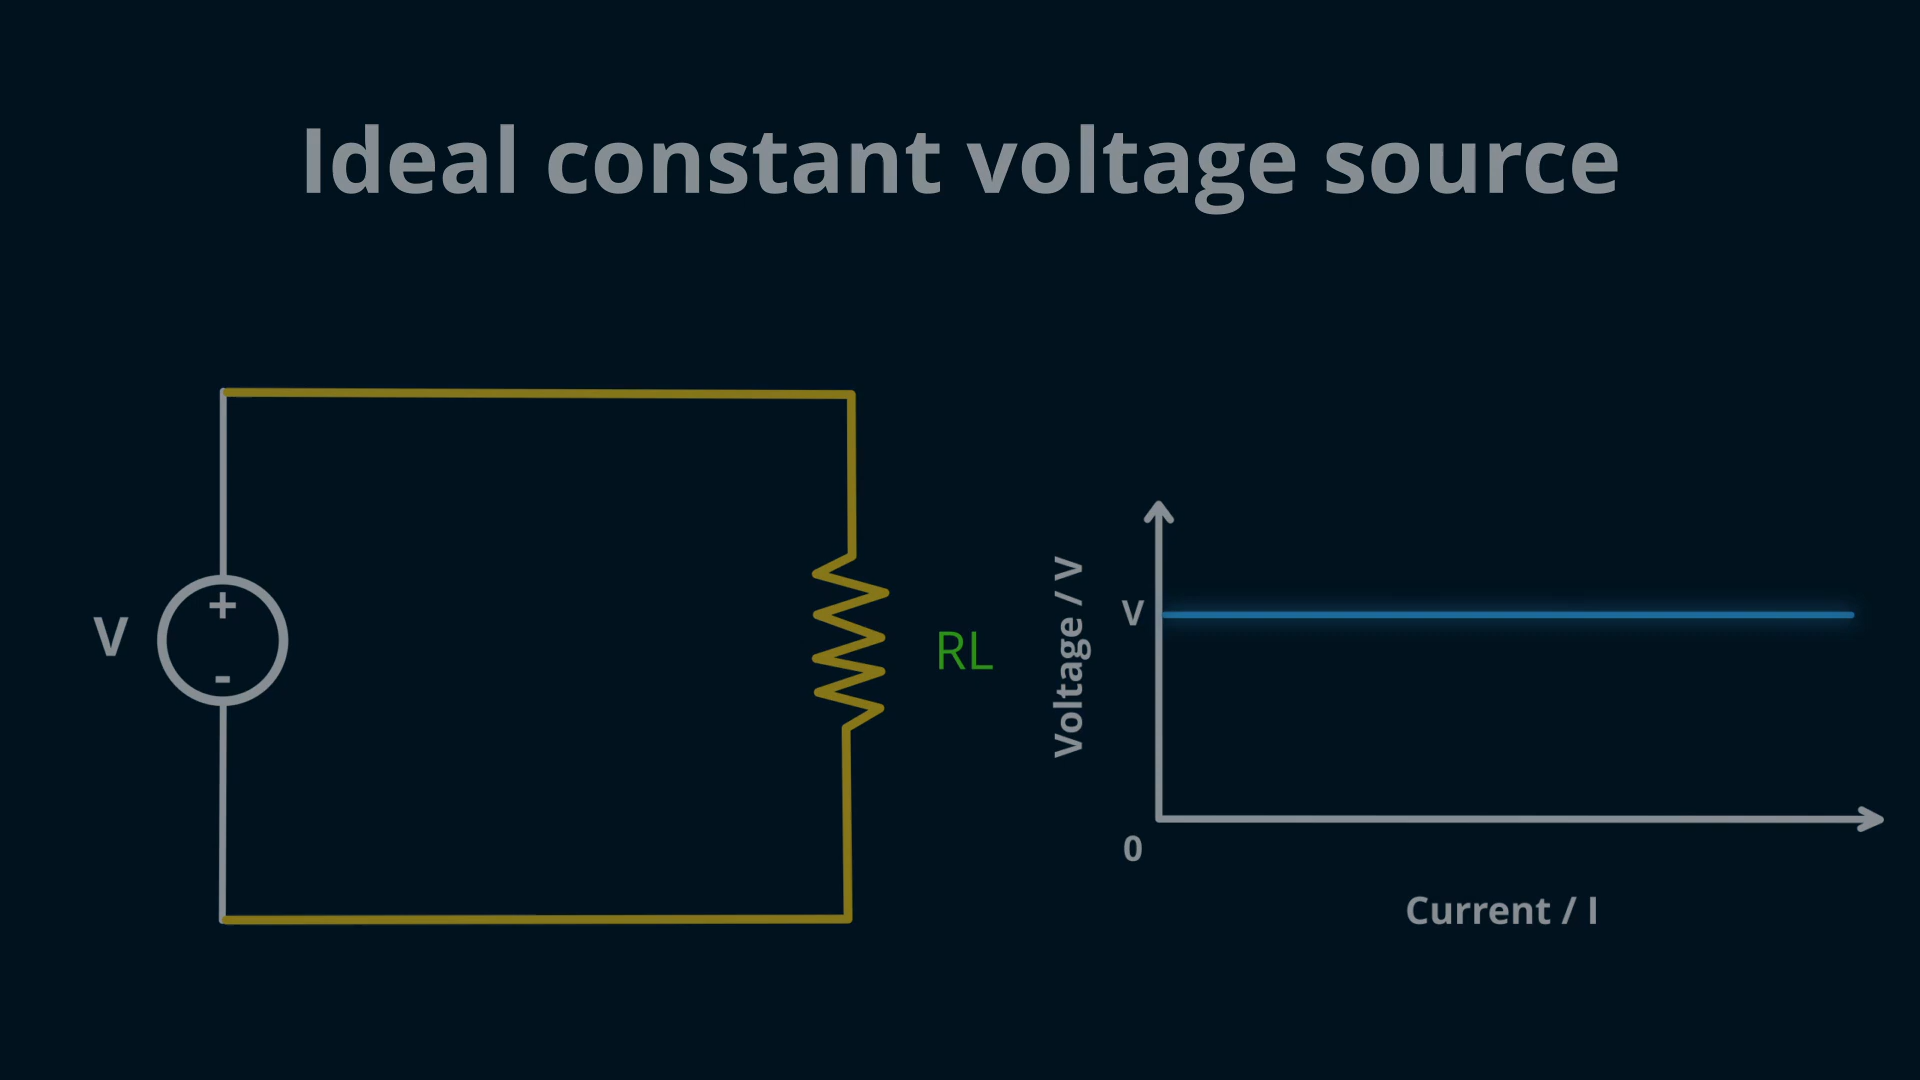 Ideal constant voltage source
V
+
-
RL
Voltage / V
V
0
Current / I